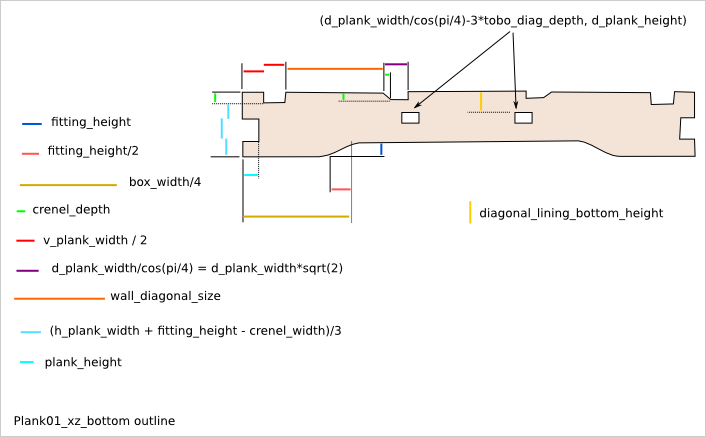 (d_plank_width/cos(pi/4)-3*tobo_diag_depth, d_plank_height)
fitting_height
fitting_height/2
box_width/4
crenel_depth
diagonal_lining_bottom_height
v_plank_width / 2
d_plank_width/cos(pi/4) = d_plank_width*sqrt(2)
wall_diagonal_size
(h_plank_width + fitting_height - crenel_width)/3
plank_height
Plank01_xz_bottom outline